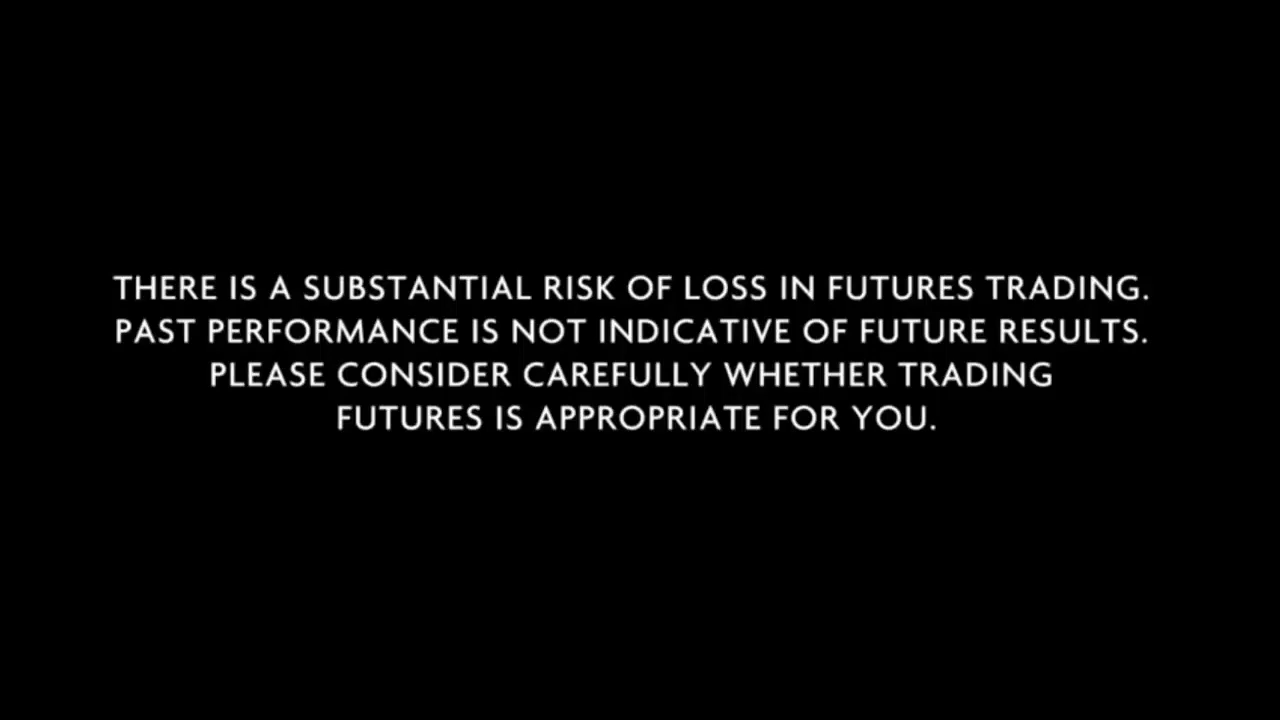 THERE IS A SUBSTANTIAL RISK OF LOSS IN FUTURES TRADING.
PAST PERFORMANCE IS NOT INDICATIVE OF FUTURE RESULTS.
PLEASE CONSIDER CAREFULLY WHETHER TRADING
FUTURES IS APPROPRIATE FOR YOU.